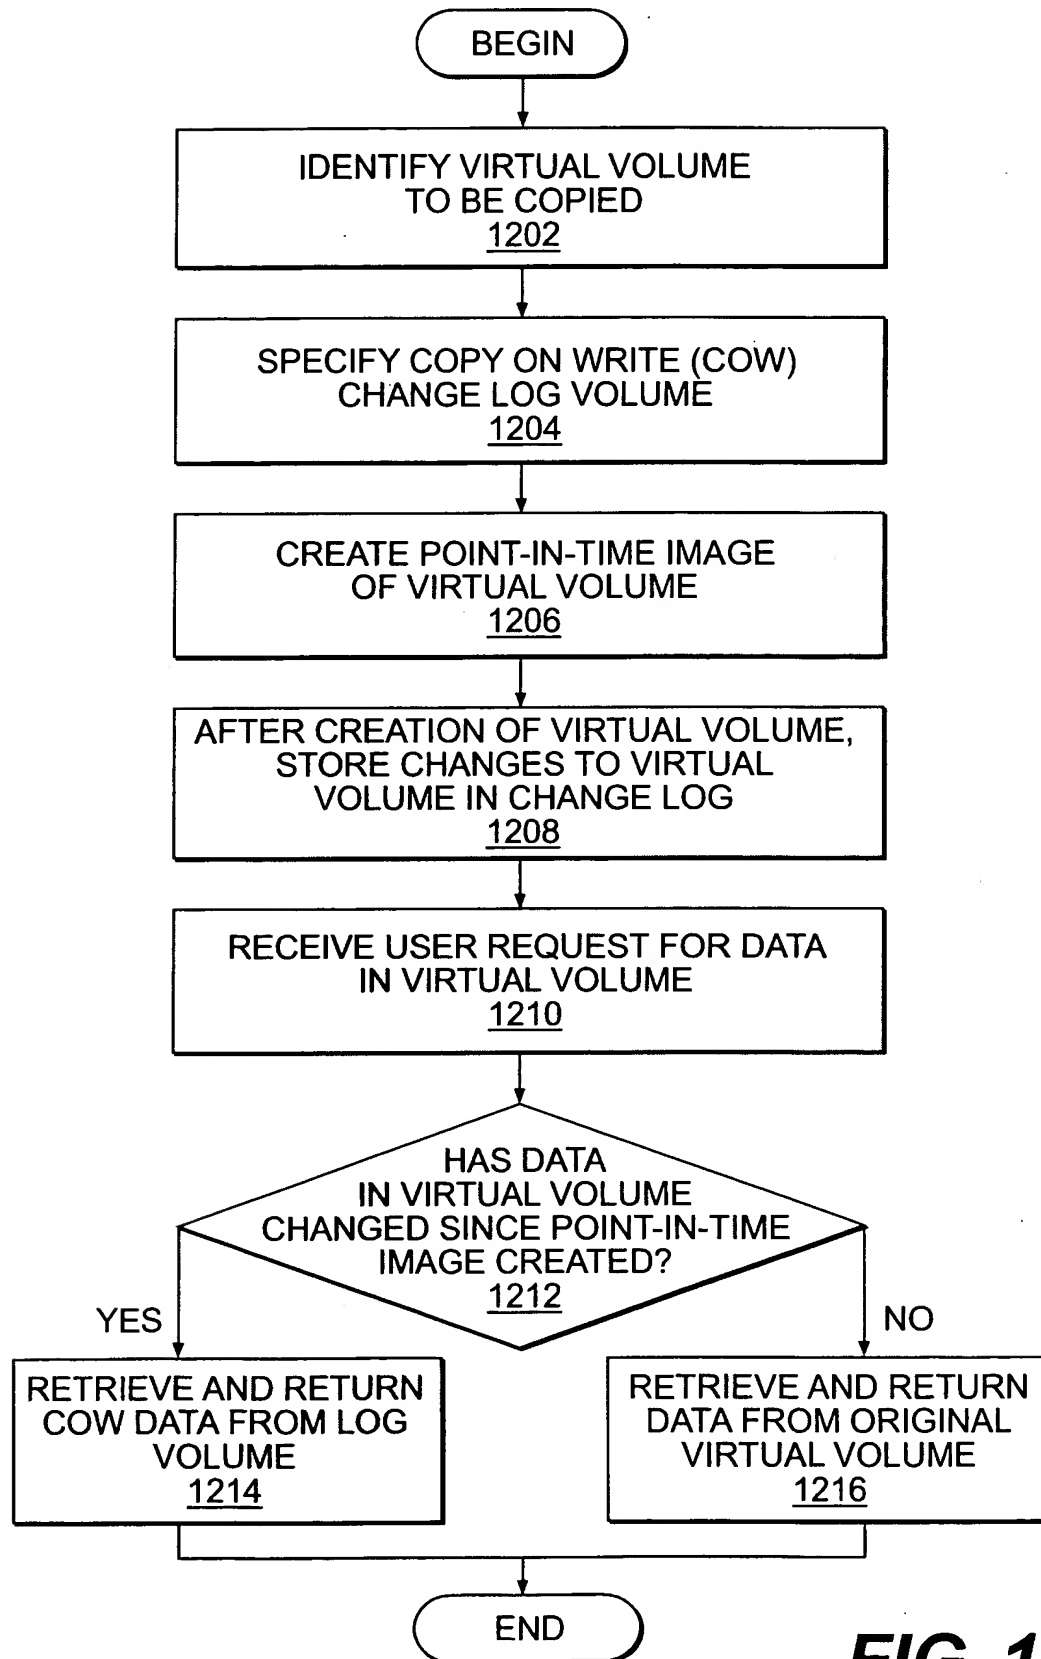 BEGIN
IDENTIFY VIRTUAL VOLUME
TO BE COPIED
1202
SPECIFY COPY ON WRITE (COW)
CHANGE LOG VOLUME
1204
CREATE POINT-IN-TIME IMAGE
OF VIRTUAL VOLUME
1206
AFTER CREATION OF VIRTUAL VOLUME,
STORE CHANGES TO VIRTUAL
VOLUME IN CHANGE LOG
1208
RECEIVE USER REQUEST FOR DATA
IN VIRTUAL VOLUME
1210
HAS DATA
IN VIRTUAL VOLUME
CHANGED SINCE POINT-IN-TIME
IMAGE CREATED?
1212
YES
NO
RETRIEVE AND RETURN
COW DATA FROM LOG
VOLUME
1214
RETRIEVE AND RETURN
DATA FROM ORIGINAL
VIRTUAL VOLUME
1216
END
FIG. 1